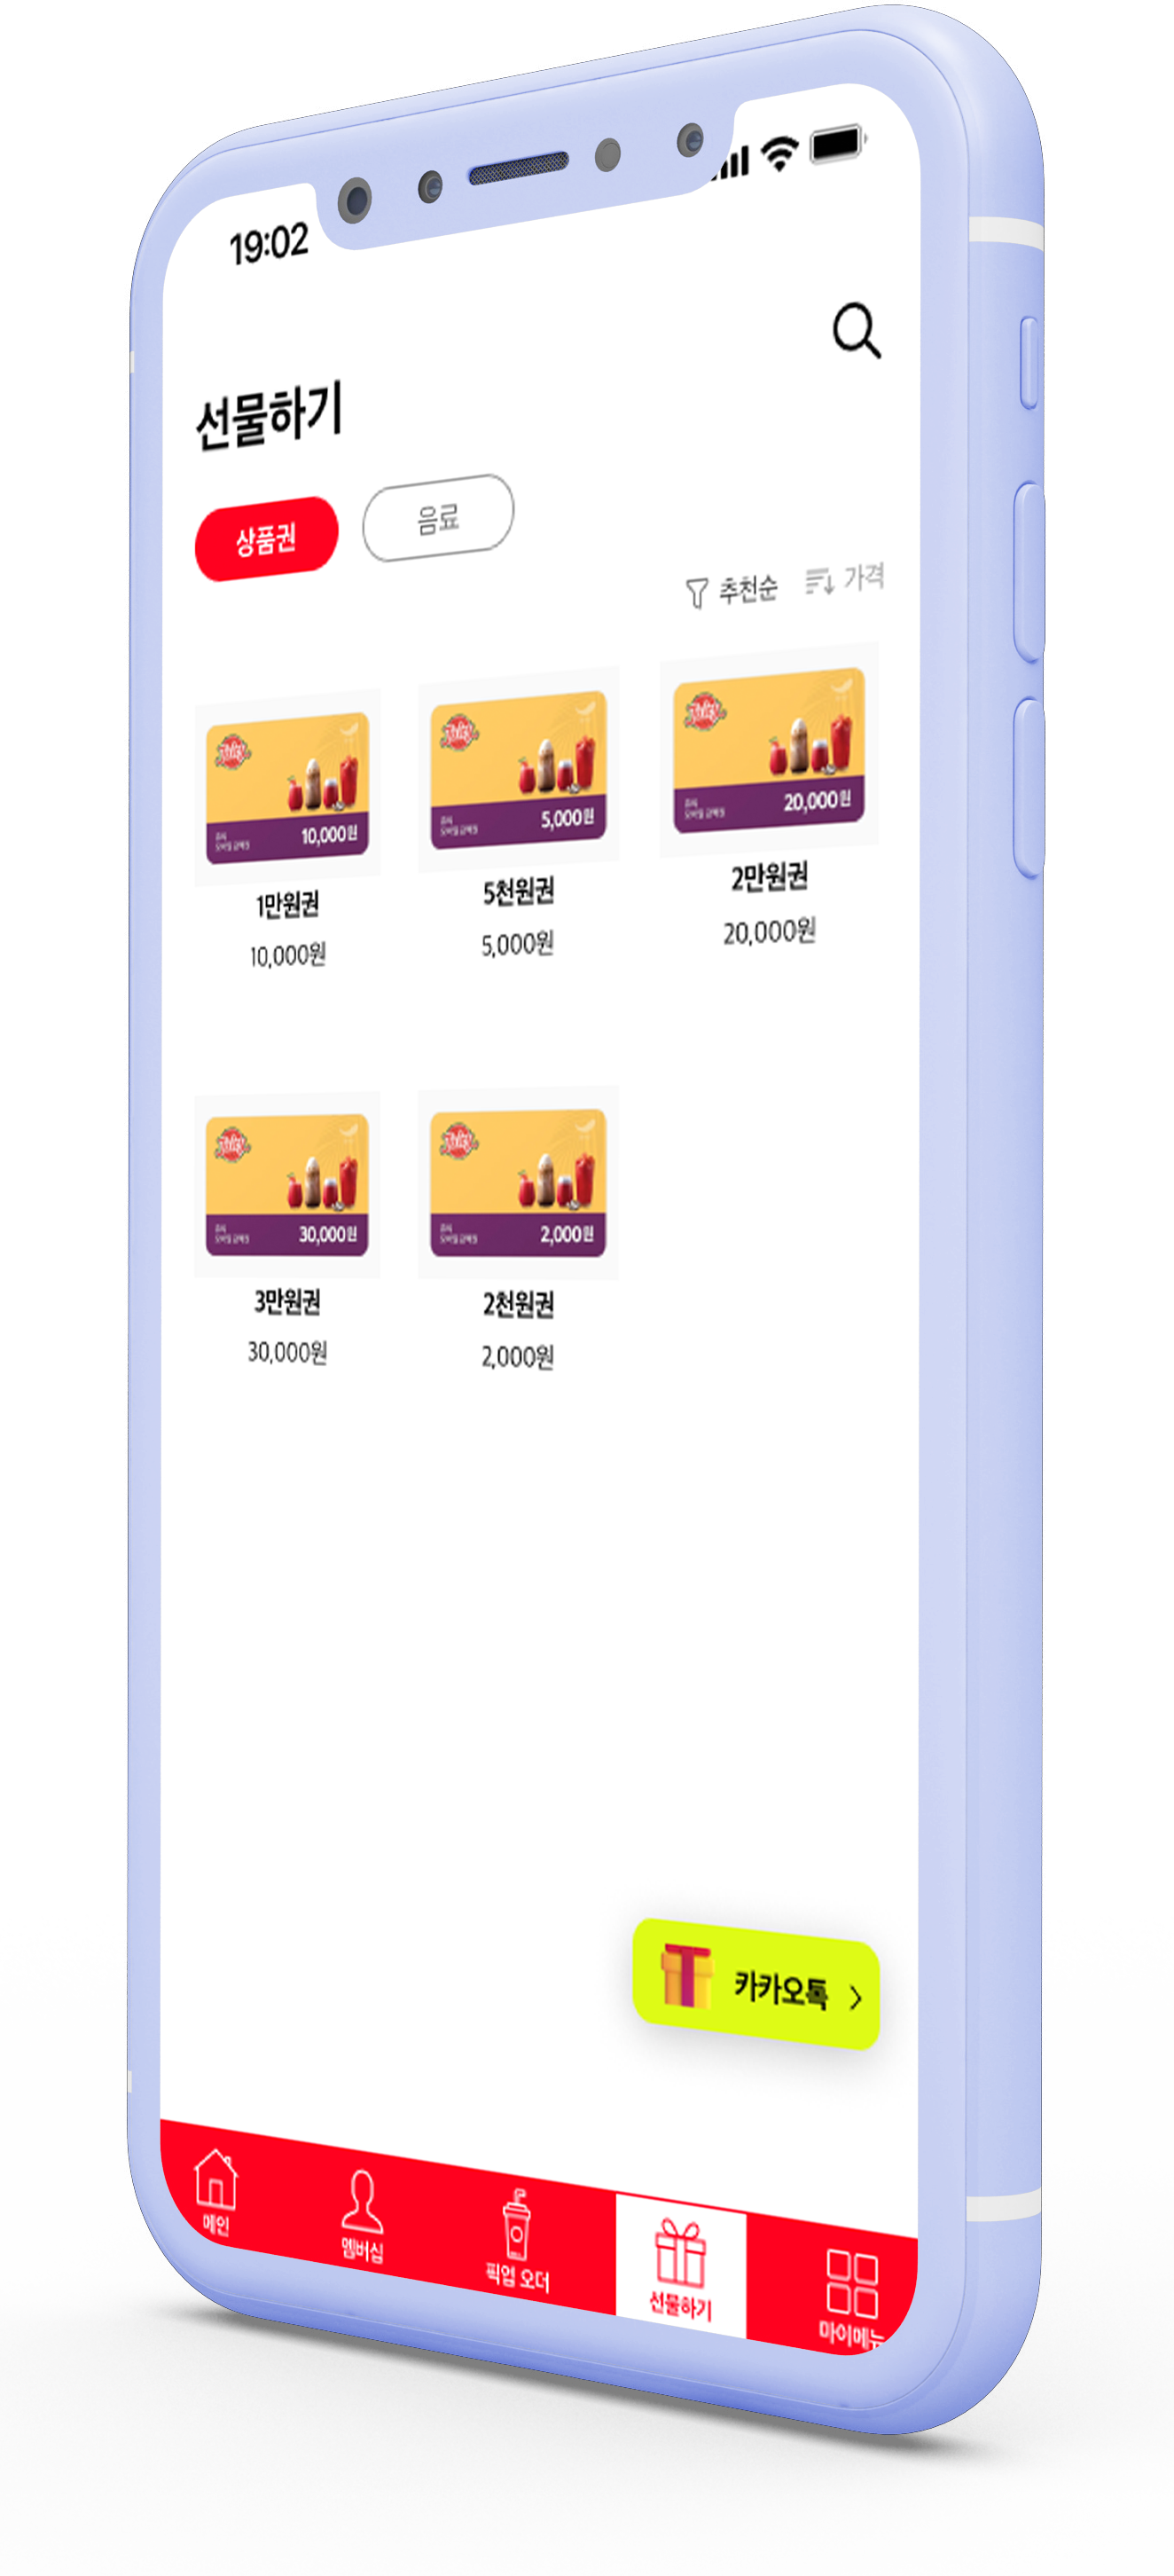 19:02
선물하기
상품권 음료
추천순 가격
Juicy
10,000원
Juicy
5,000원
Juicy
20,000원
1만원권 5천원권 2만원권
10,000원 5,000원 20,000원
Juicy
30,000원
Juicy
2,000원
3만원권 2천원권
30,000원 2,000원
카카오톡
메인 멤버십 픽업 오더 선물하기 마이메뉴